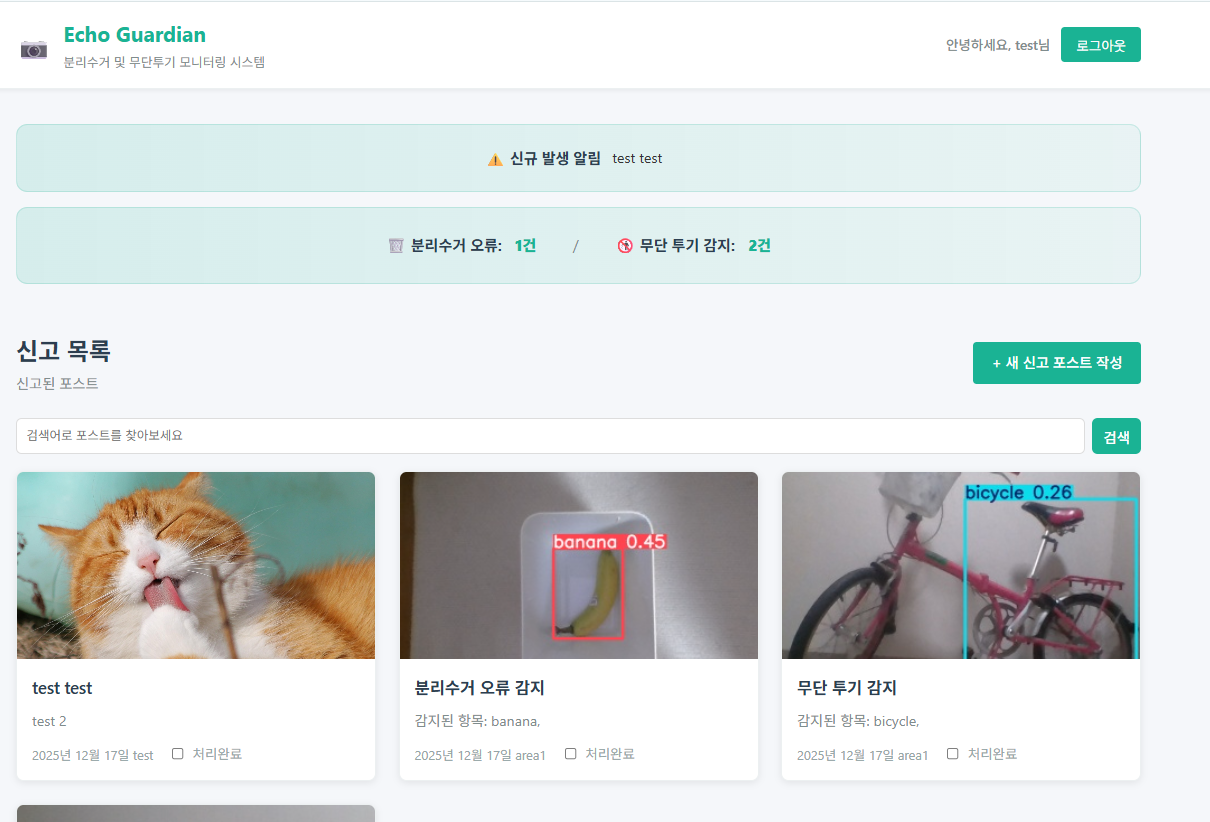 Echo Guardian
분리수거 및 무단투기 모니터링 시스템
안녕하세요, test님
로그아웃
신규 발생 알림 test test
분리수거 오류: 1건 / 무단 투기 감지: 2건
신고 목록
신고된 포스트
+ 새 신고 포스트 작성
검색어로 포스트를 찾아보세요
검색
banana 0.45
bicycle 0.26
test test
test 2
2025년 12월 17일 test 처리완료
분리수거 오류 감지
감지된 항목: banana,
2025년 12월 17일 area1 처리완료
무단 투기 감지
감지된 항목: bicycle,
2025년 12월 17일 area1 처리완료